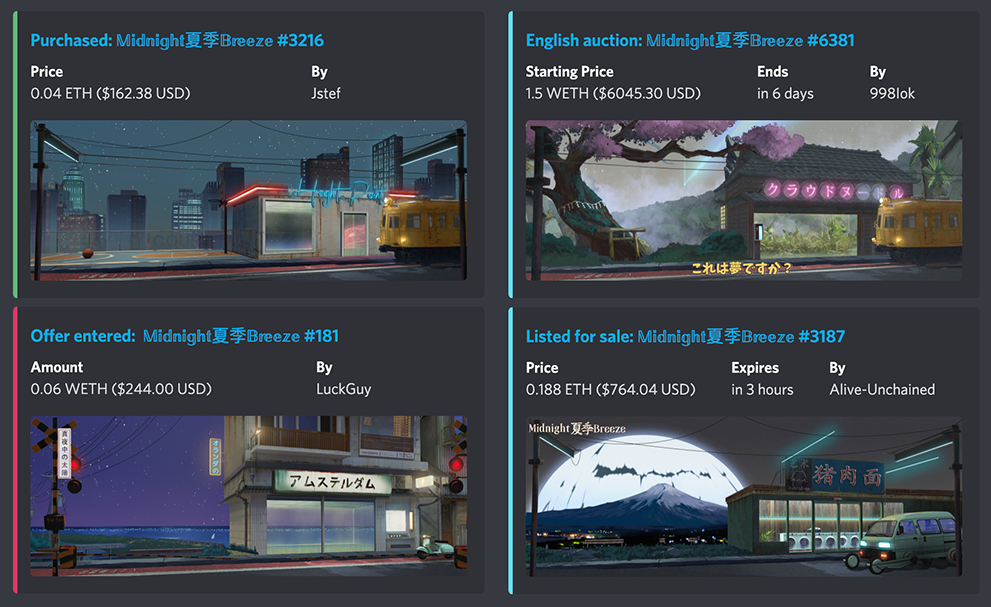 Purchased: Midnight夏季Breeze #3216
Price
By
0.04 ETH ($162.38 USD)
Jstef
English auction: Midnight夏季Breeze #6381
Starting Price
Ends
By
1.5 WETH ($6045.30 USD)
in 6 days
998lok
クラウドヌードル
これは夢ですか？
Offer entered: Midnight夏季Breeze #181
Amount
By
0.06 WETH ($244.00 USD)
LuckGuy
真夜中の太陽
オランダの
アムステルダム
Listed for sale: Midnight夏季Breeze #3187
Price
Expires
By
0.188 ETH ($764.04 USD)
in 3 hours
Alive-Unchained
Midnight夏季Breeze
猪肉面